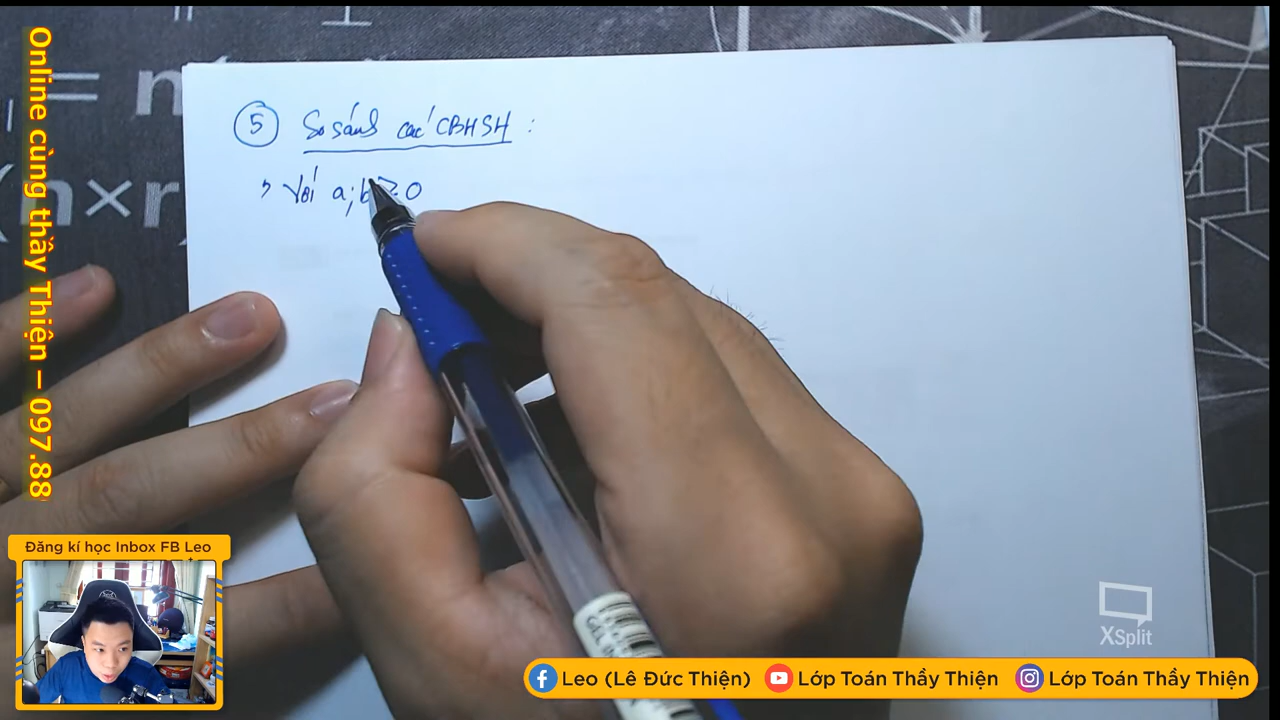 Online cùng thầy Thiện – 097.88
5 So sánh các CBHSH :
Với a; b ≥ 0
Đăng kí học Inbox FB Leo
XSplit
Leo (Lê Đức Thiện) Lớp Toán Thầy Thiện Lớp Toán Thầy Thiện